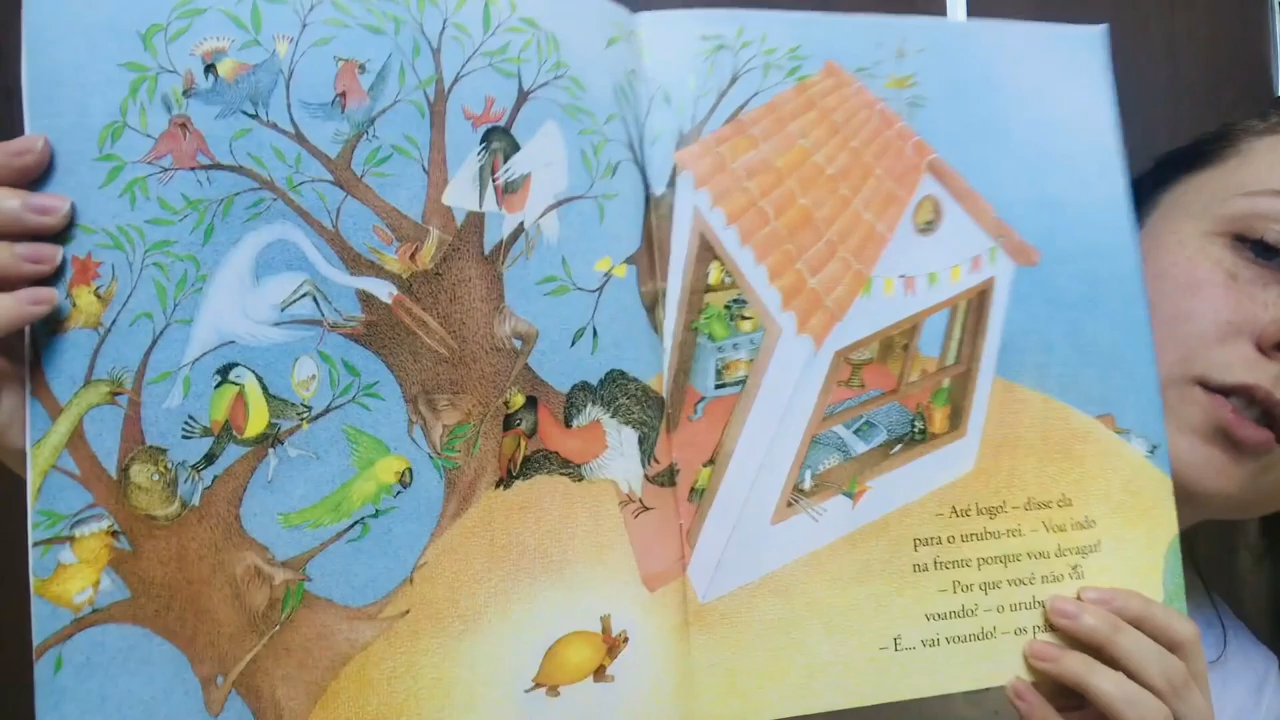 – Até logo! – disse ela
para o urubu-rei. – Vou indo
na frente porque vou devagar!
– Por que você não vai
voando? – o urubu
– É... vai voando! – os